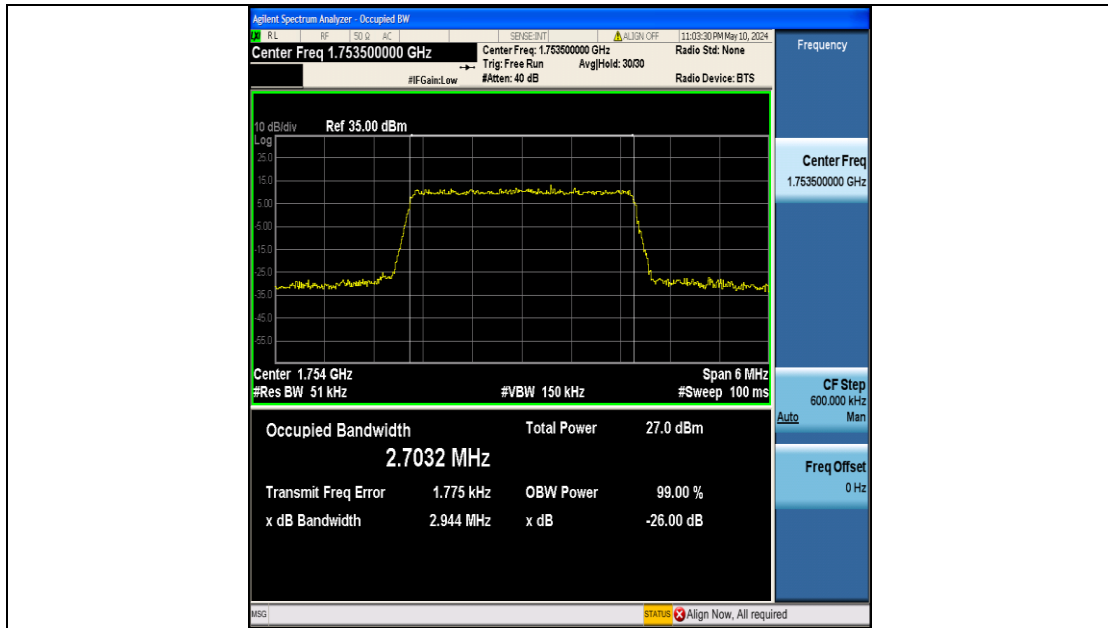 Agilent Spectrum Analyzer - Occupied BW
RL RF 50 Ω AC SENSE:INT ALIGN OFF 11:03:30 PM May 10, 2024
Center Freq 1.753500000 GHz
Center Freq: 1.753500000 GHz Radio Std: None
Trig: Free Run Avg|Hold: 30/30
#IFGain:Low #Atten: 40 dB Radio Device: BTS
10 dB/div Ref 35.00 dBm
Log
25.0
15.0
5.00
-5.00
-15.0
-25.0
-35.0
-45.0
-55.0
Center 1.754 GHz Span 6 MHz
#Res BW 51 kHz #VBW 150 kHz #Sweep 100 ms
Occupied Bandwidth Total Power 27.0 dBm
2.7032 MHz
Transmit Freq Error 1.775 kHz OBW Power 99.00 %
x dB Bandwidth 2.944 MHz x dB -26.00 dB
MSG STATUS Align Now, All required
Frequency
Center Freq
1.753500000 GHz
CF Step
600.000 kHz
Auto Man
Freq Offset
0 Hz